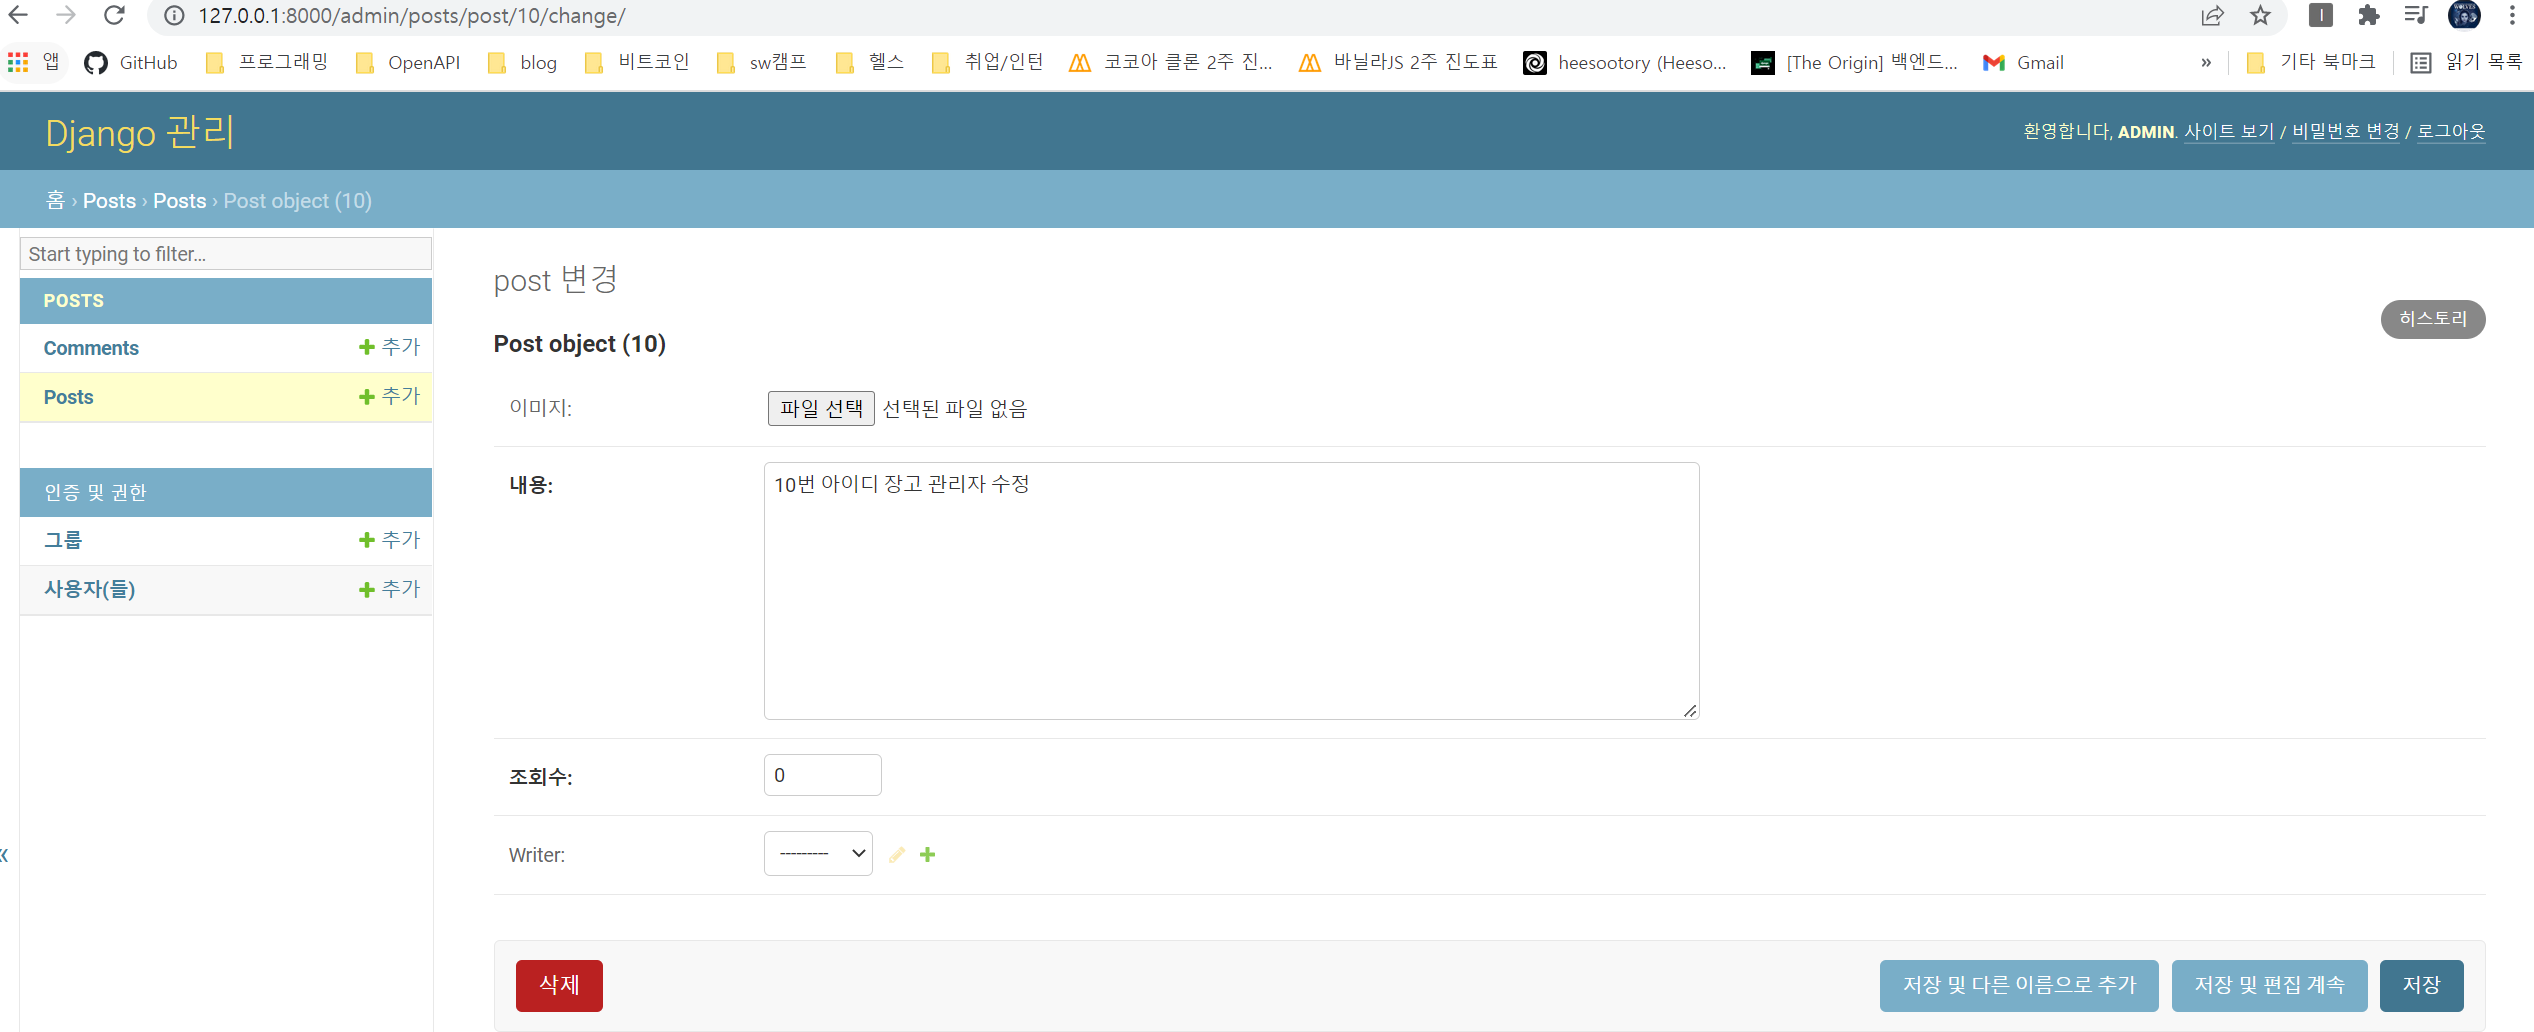 127.0.0.1:8000/admin/posts/post/10/change/
앱 GitHub 프로그래밍 OpenAPI blog 비트코인 sw캠프 헬스 취업/인턴 코코아 클론 2주 진... 바닐라JS 2주 진도표 heesootory (Heeso... [The Origin] 백엔드... Gmail » 기타 북마크 읽기 목록
Django 관리
환영합니다, ADMIN. 사이트 보기 / 비밀번호 변경 / 로그아웃
홈 › Posts › Posts › Post object (10)
Start typing to filter...
POSTS
Comments 추가
Posts 추가
인증 및 권한
그룹 추가
사용자(들) 추가
«
post 변경
히스토리
Post object (10)
이미지: 파일 선택 선택된 파일 없음
내용: 10번 아이디 장고 관리자 수정
조회수: 0
Writer: ---------
삭제 저장 및 다른 이름으로 추가 저장 및 편집 계속 저장